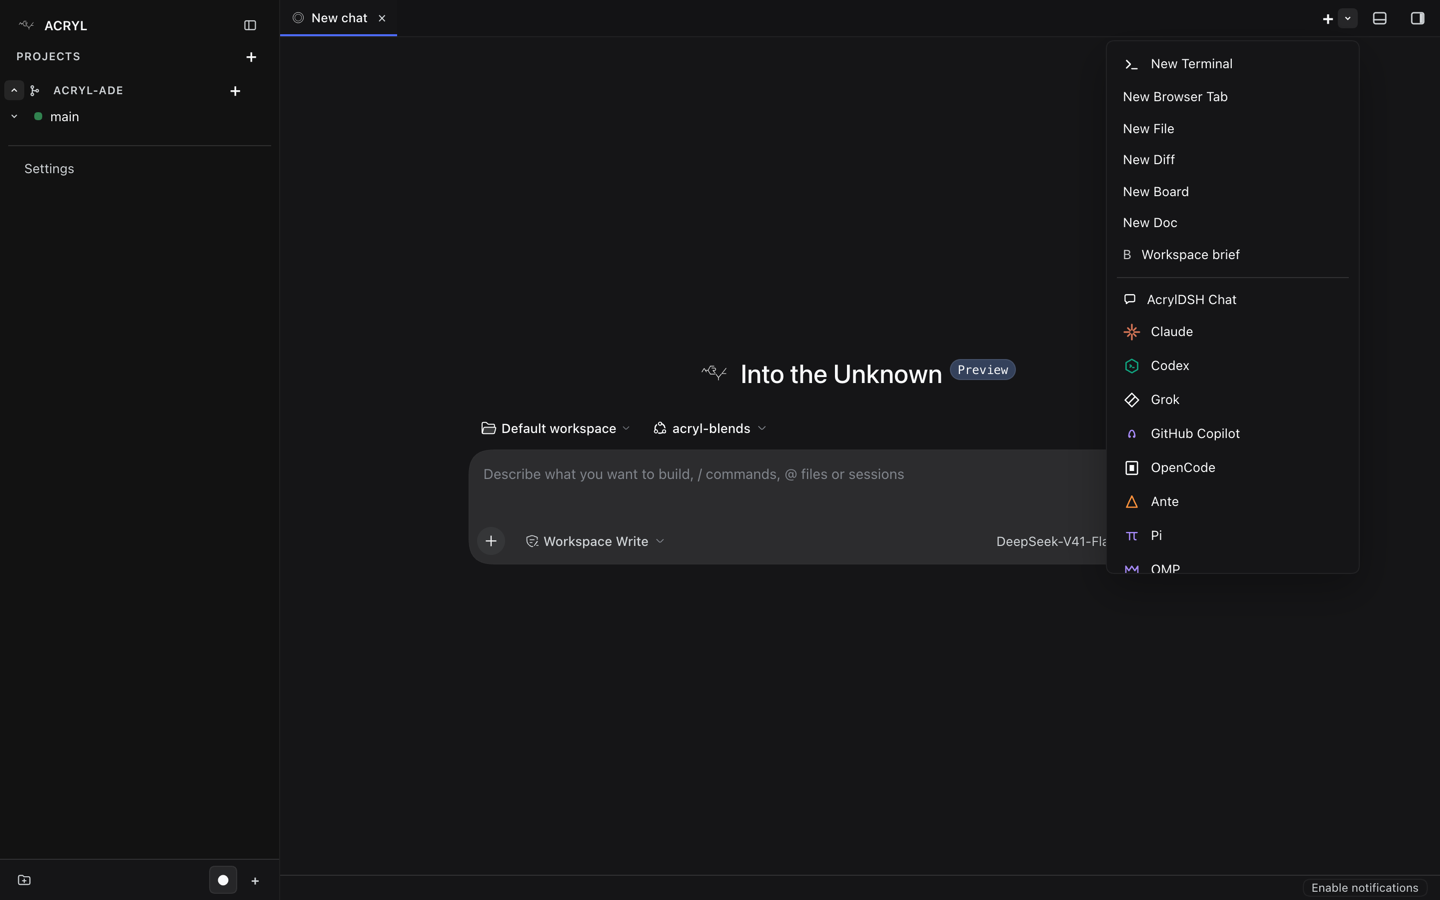 ACRYL
PROJECTS
ACRYL-ADE
main
Settings
New chat
New Terminal
New Browser Tab
New File
New Diff
New Board
New Doc
B Workspace brief
AcrylDSH Chat
Claude
Codex
Grok
GitHub Copilot
OpenCode
Ante
Pi
OMP
Into the Unknown Preview
Default workspace acryl-blends
Describe what you want to build, / commands, @ files or sessions
Workspace Write DeepSeek-V41-Fla
Enable notifications